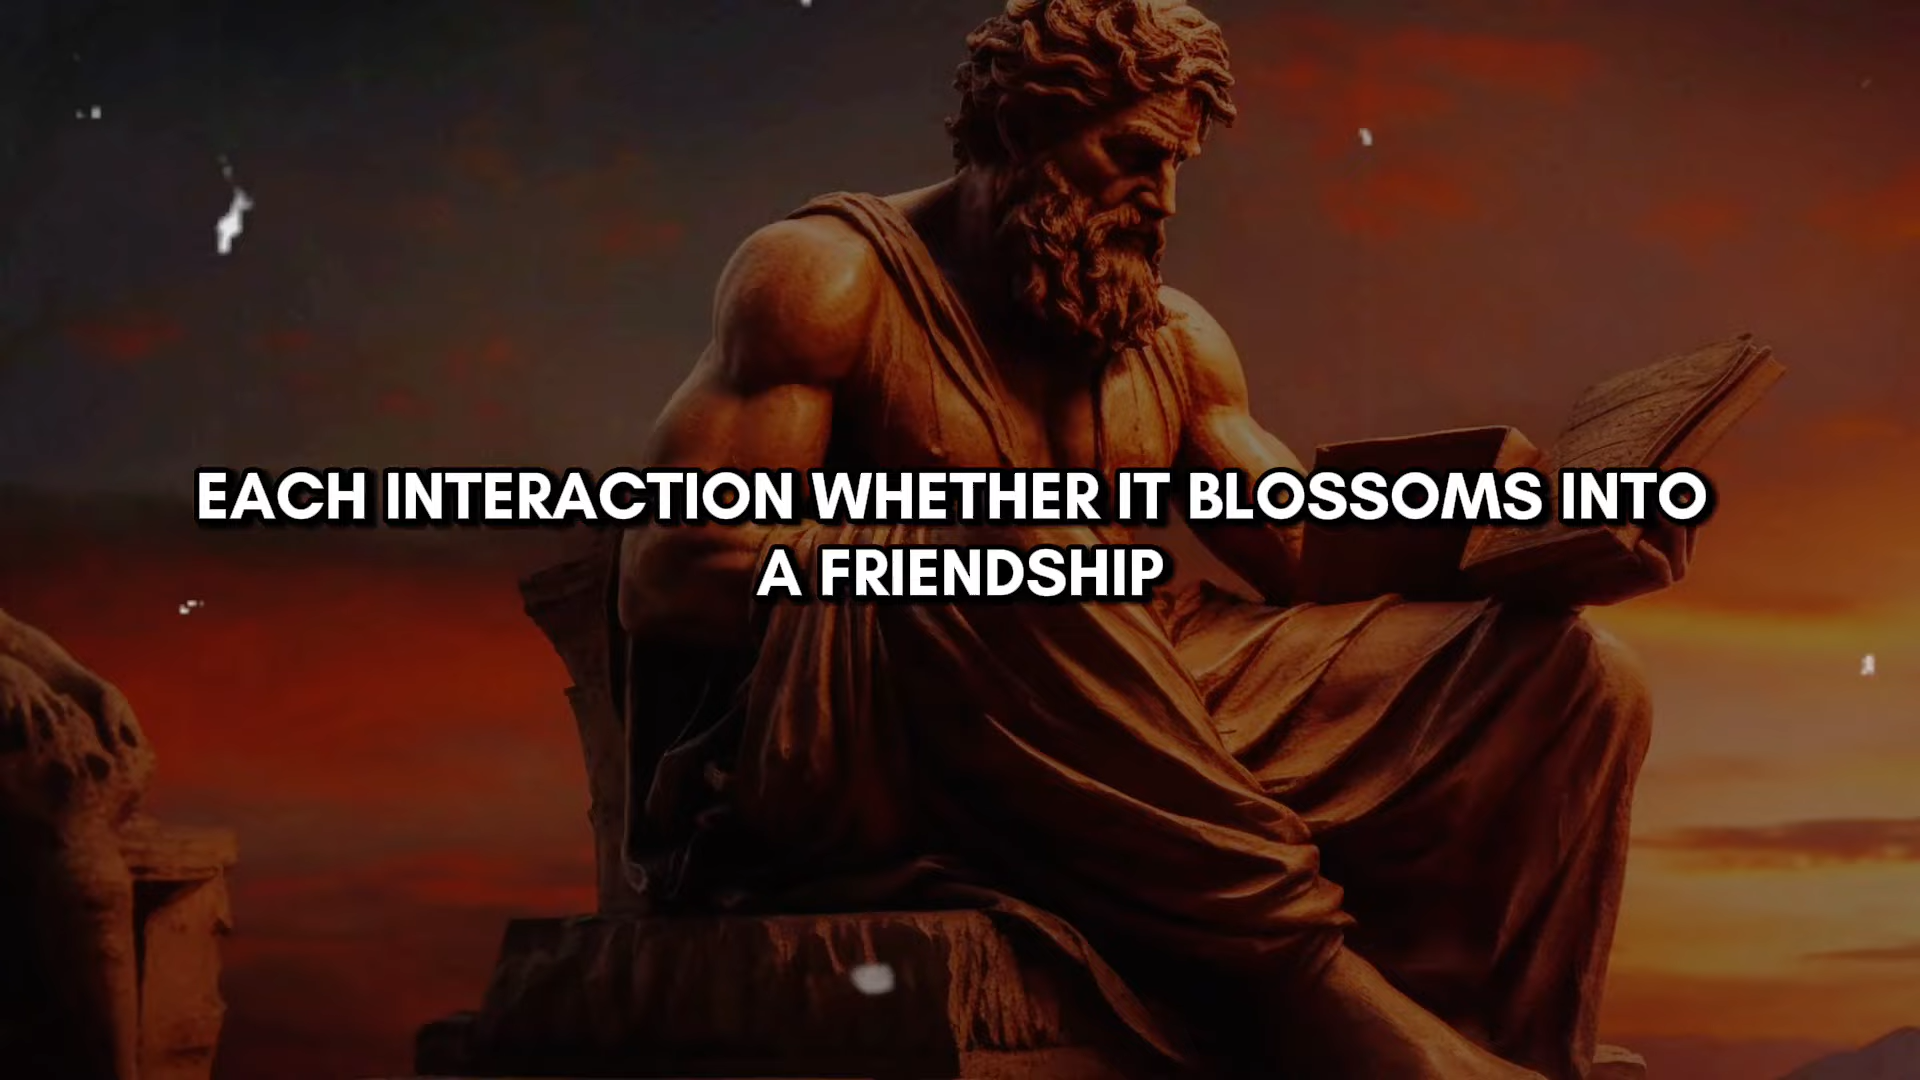 EACH INTERACTION WHETHER IT BLOSSOMS INTO
A FRIENDSHIP